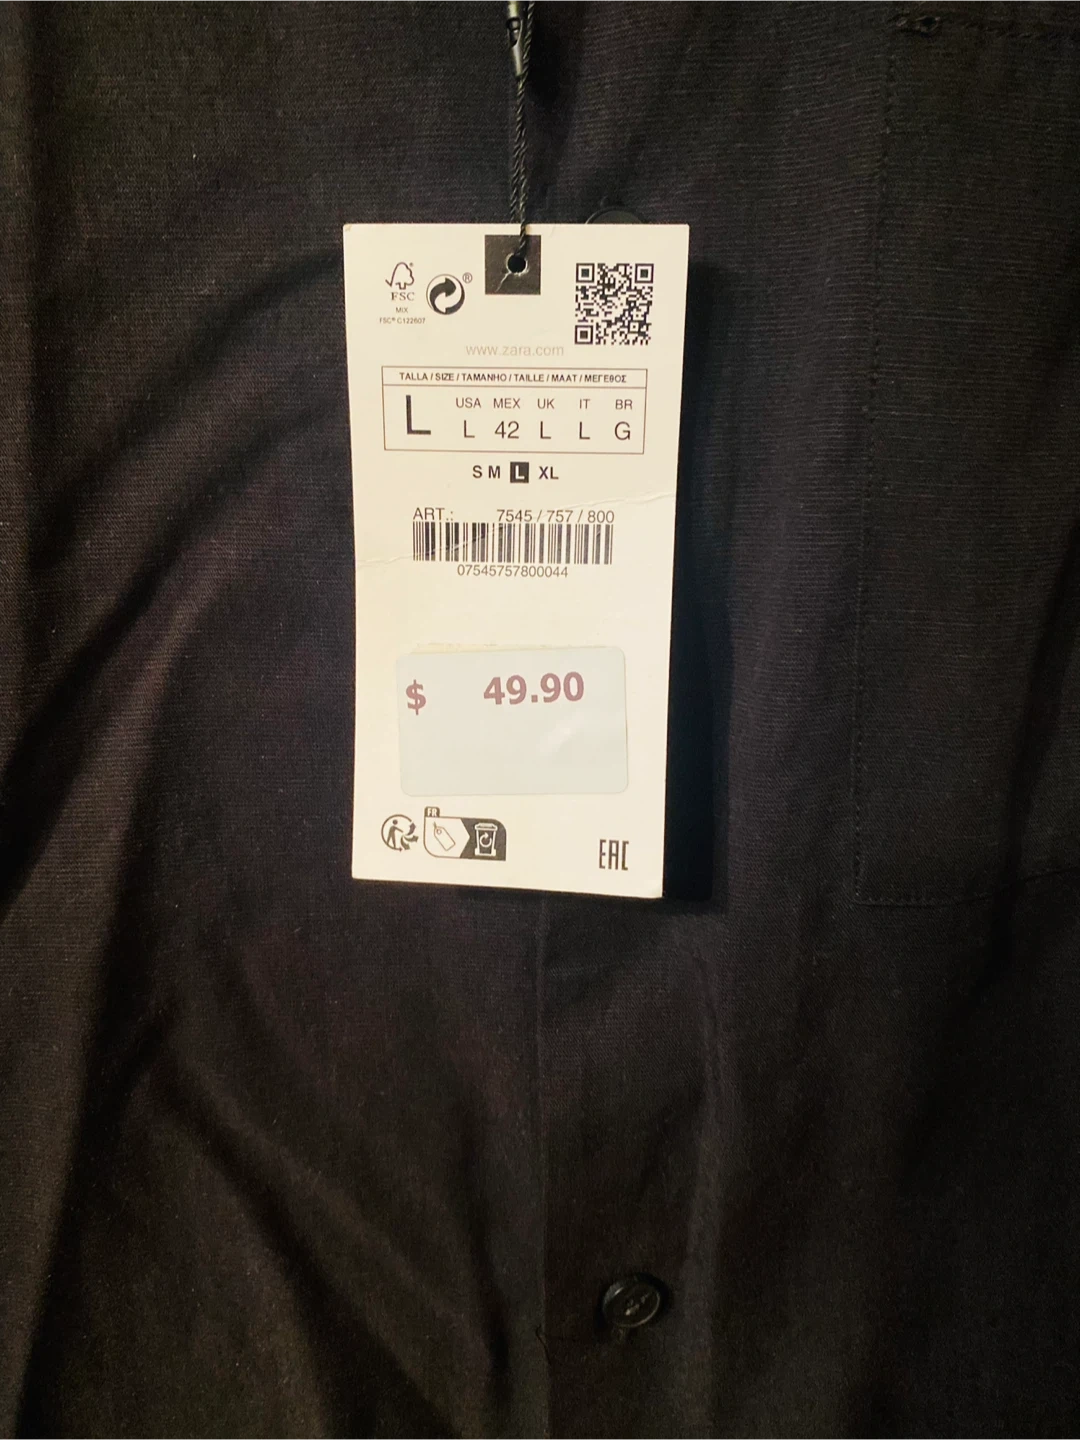 FSC
MIX
FSC® C122607
®
www.zara.com
TALLA / SIZE / TAMANHO / TAILLE / MAAT / ΜΕΓΕΘΟΣ
USA MEX UK IT BR
L L 42 L L G
S M L XL
ART.: 7545 / 757 / 800
07545757800044
$ 49.90
FR
EAC